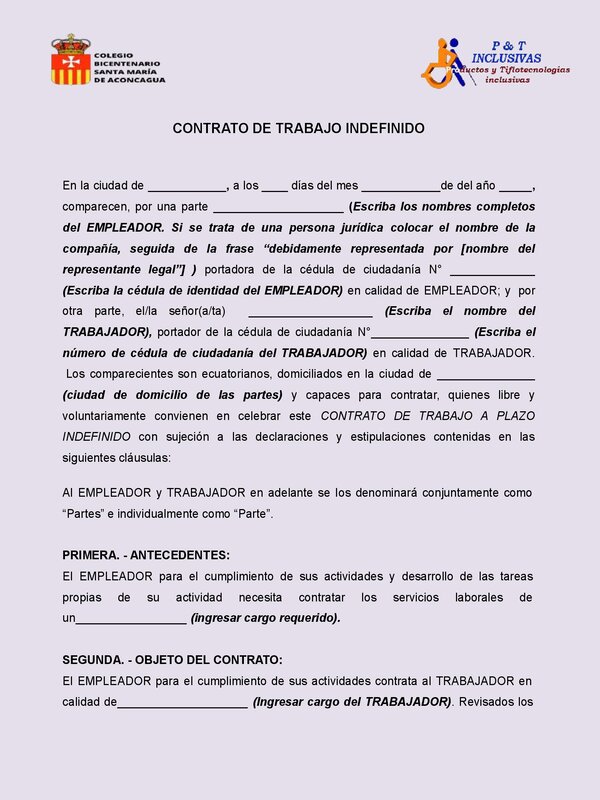 COLEGIO
BICENTENARIO
SANTA MARÍA
DE ACONCAGUA
P & T
INCLUSIVAS
Productos y Tiflotecnologías
inclusivas
CONTRATO DE TRABAJO INDEFINIDO
En la ciudad de ____________, a los ____ días del mes ____________de del año _____,
comparecen, por una parte ____________________ (Escriba los nombres completos
del EMPLEADOR. Si se trata de una persona jurídica colocar el nombre de la
compañía, seguida de la frase “debidamente representada por [nombre del
representante legal”] ) portadora de la cédula de ciudadanía N° _____________
(Escriba la cédula de identidad del EMPLEADOR) en calidad de EMPLEADOR; y por
otra parte, el/la señor(a/ta) ___________________ (Escriba el nombre del
TRABAJADOR), portador de la cédula de ciudadanía N°_______________ (Escriba el
número de cédula de ciudadanía del TRABAJADOR) en calidad de TRABAJADOR.
Los comparecientes son ecuatorianos, domiciliados en la ciudad de _______________
(ciudad de domicilio de las partes) y capaces para contratar, quienes libre y
voluntariamente convienen en celebrar este CONTRATO DE TRABAJO A PLAZO
INDEFINIDO con sujeción a las declaraciones y estipulaciones contenidas en las
siguientes cláusulas:
Al EMPLEADOR y TRABAJADOR en adelante se los denominará conjuntamente como
“Partes” e individualmente como “Parte”.
PRIMERA. - ANTECEDENTES:
El EMPLEADOR para el cumplimiento de sus actividades y desarrollo de las tareas
propias de su actividad necesita contratar los servicios laborales de
un_________________ (ingresar cargo requerido).
SEGUNDA. - OBJETO DEL CONTRATO:
El EMPLEADOR para el cumplimiento de sus actividades contrata al TRABAJADOR en
calidad de____________________ (Ingresar cargo del TRABAJADOR). Revisados los